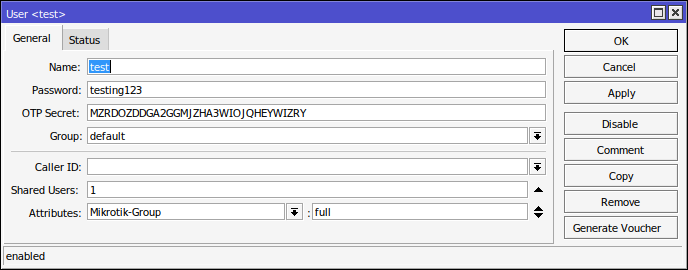 User <test>
General Status
OK
Name: test
Cancel
Password: testing123
Apply
OTP Secret: MZRDOZDDGA2GGMJZHA3WIOJQHEYWIZRY
Disable
Group: default
Comment
Caller ID:
Copy
Shared Users: 1
Remove
Attributes: Mikrotik-Group : full
Generate Voucher
enabled